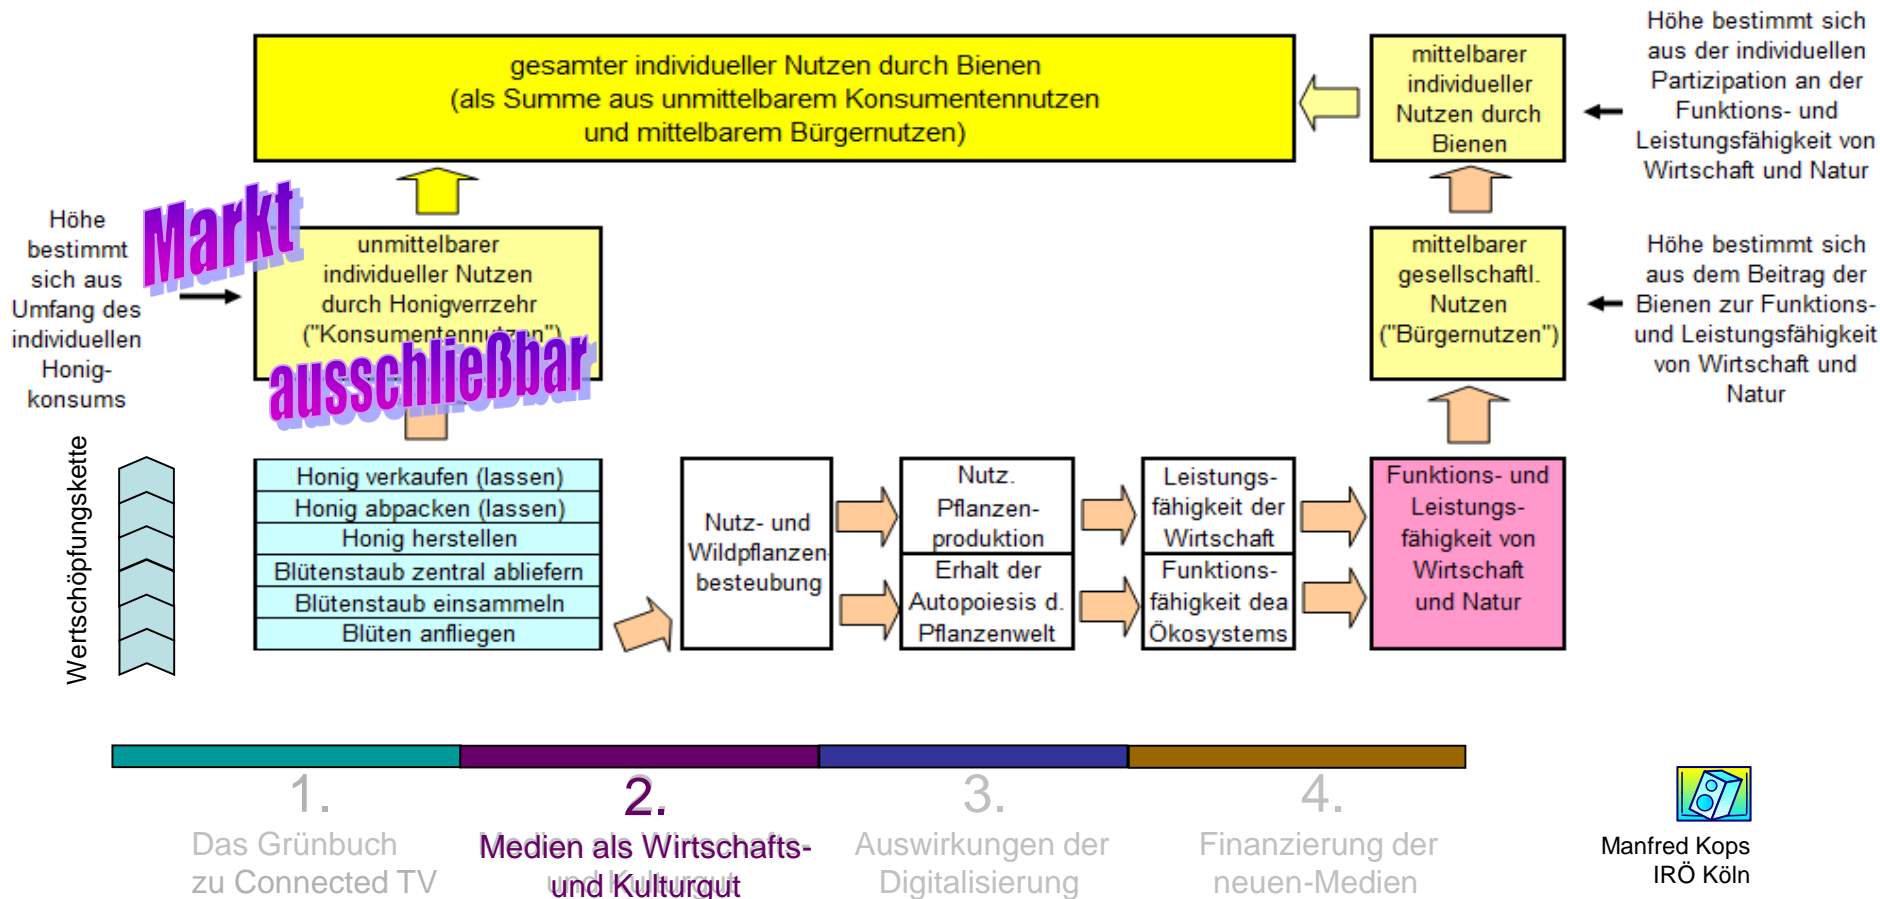 gesamter individueller Nutzen durch Bienen
(als Summe aus unmittelbarem Konsumentennutzen
und mittelbarem Bürgernutzen)
mittelbarer
individueller
Nutzen durch
Bienen
Höhe bestimmt sich
aus der individuellen
Partizipation an der
Funktions- und
Leistungsfähigkeit von
Wirtschaft und Natur
Höhe
bestimmt
sich aus
Umfang des
individuellen
Honig-
konsums
Markt
unmittelbarer
individueller Nutzen
durch Honigverrzehr
("Konsumentennutzen")
ausschließbar
mittelbarer
gesellschaftl.
Nutzen
("Bürgernutzen")
Höhe bestimmt sich
aus dem Beitrag der
Bienen zur Funktions-
und Leistungsfähigkeit
von Wirtschaft und
Natur
Wertschöpfungskette
Honig verkaufen (lassen)
Honig abpacken (lassen)
Honig herstellen
Blütenstaub zentral abliefern
Blütenstaub einsammeln
Blüten anfliegen
Nutz- und
Wildpflanzen-
besteubung
Nutz.
Pflanzen-
produktion
Erhalt der
Autopoiesis d.
Pflanzenwelt
Leistungs-
fähigkeit der
Wirtschaft
Funktions-
fähigkeit dea
Ökosystems
Funktions- und
Leistungs-
fähigkeit von
Wirtschaft
und Natur
1.
Das Grünbuch
zu Connected TV
2.
Medien als Wirtschafts-
und Kulturgut
3.
Auswirkungen der
Digitalisierung
4.
Finanzierung der
neuen-Medien
Manfred Kops
IRÖ Köln